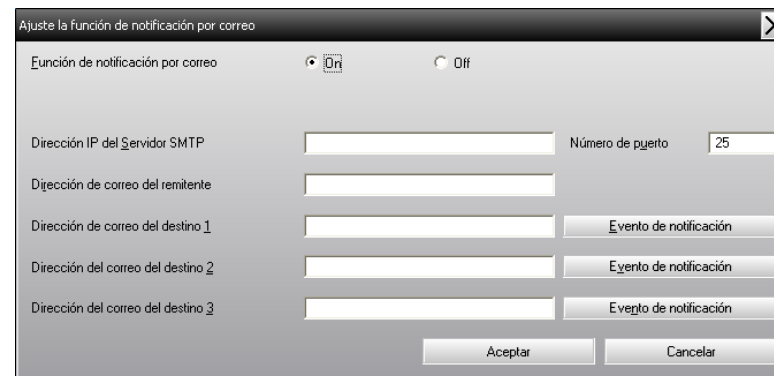 Ajuste la función de notificación por correo
Función de notificación por correo On Off
Dirección IP del Servidor SMTP Número de puerto 25
Dirección de correo del remitente
Dirección de correo del destino 1 Evento de notificación
Dirección del correo del destino 2 Evento de notificación
Dirección del correo del destino 3 Evento de notificación
Aceptar Cancelar